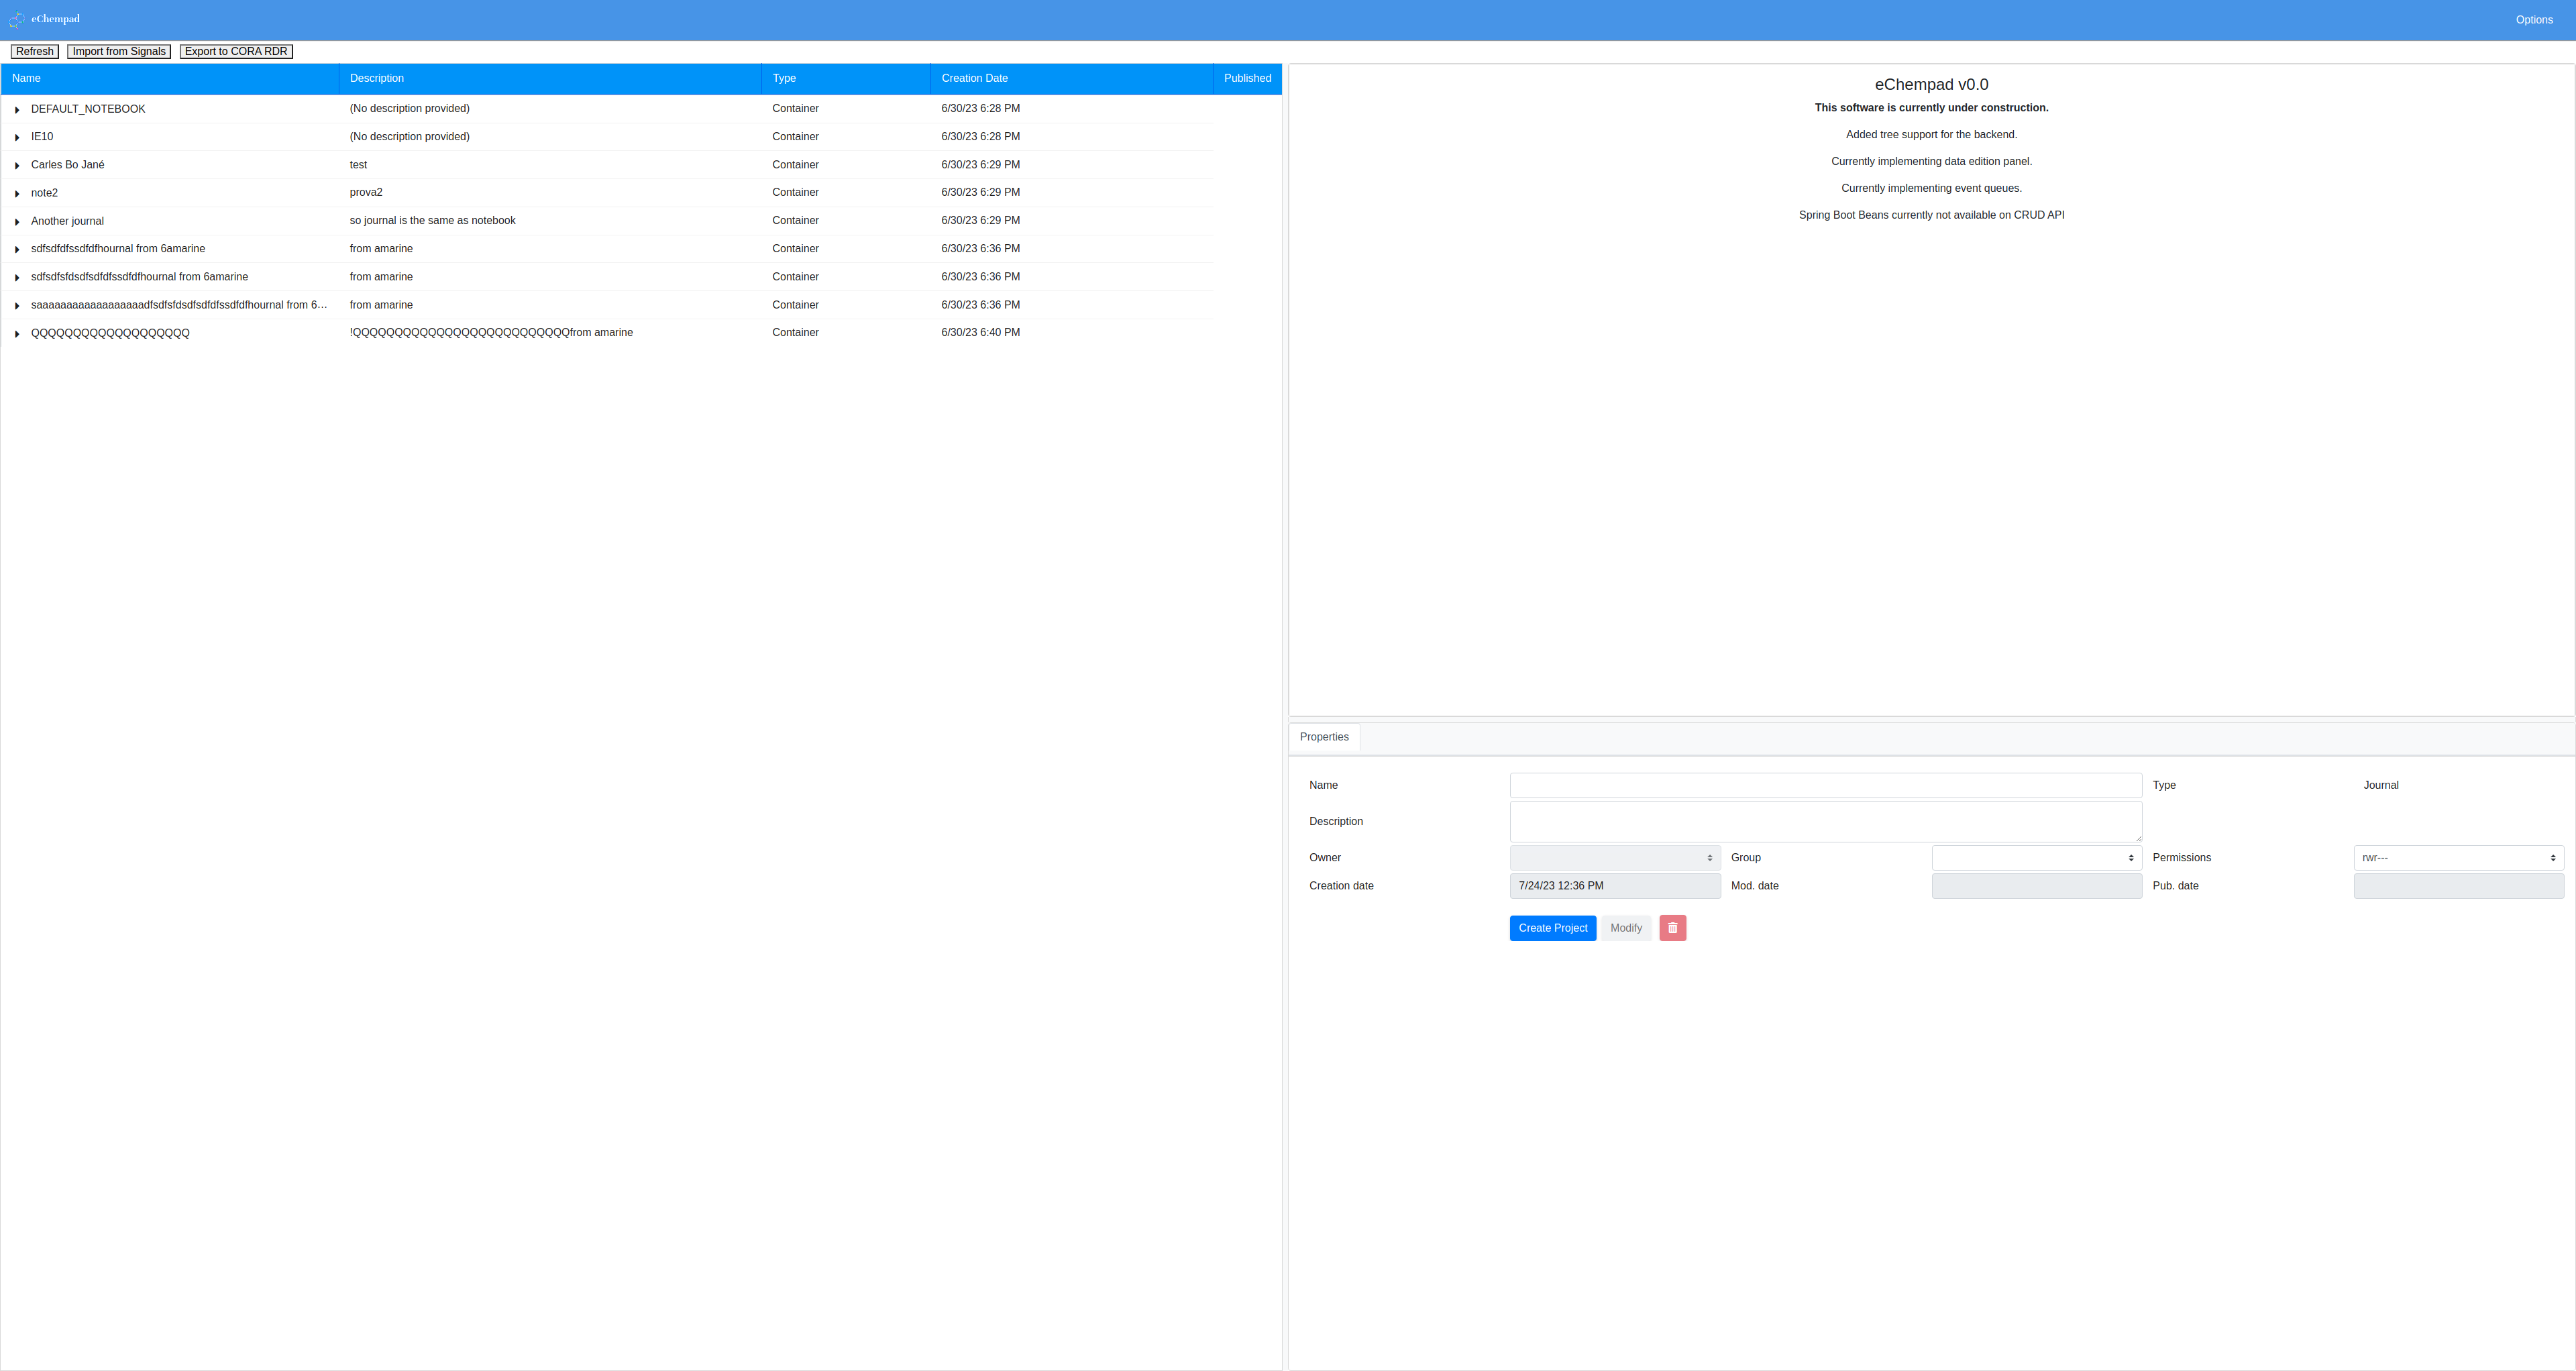 eChempad Options
Refresh Import from Signals Export to CORA RDR
Name Description Type Creation Date Published
DEFAULT_NOTEBOOK (No description provided) Container 6/30/23 6:28 PM
IE10 (No description provided) Container 6/30/23 6:28 PM
Carles Bo Jané test Container 6/30/23 6:29 PM
note2 prova2 Container 6/30/23 6:29 PM
Another journal so journal is the same as notebook Container 6/30/23 6:29 PM
sdfsdfdfssdfdfhournal from 6amarine from amarine Container 6/30/23 6:36 PM
sdfsdfsfdsdfsdfdfssdfdfhournal from 6amarine from amarine Container 6/30/23 6:36 PM
saaaaaaaaaaaaaaaaaadfsdfsfdsdfsdfdfssdfdfhournal from 6... from amarine Container 6/30/23 6:36 PM
QQQQQQQQQQQQQQQQQQQ !QQQQQQQQQQQQQQQQQQQQQQQQQQfrom amarine Container 6/30/23 6:40 PM
eChempad v0.0
This software is currently under construction.
Added tree support for the backend.
Currently implementing data edition panel.
Currently implementing event queues.
Spring Boot Beans currently not available on CRUD API
Properties
Name Type Journal
Description
Owner Group Permissions rwr---
Creation date 7/24/23 12:36 PM Mod. date Pub. date
Create Project Modify